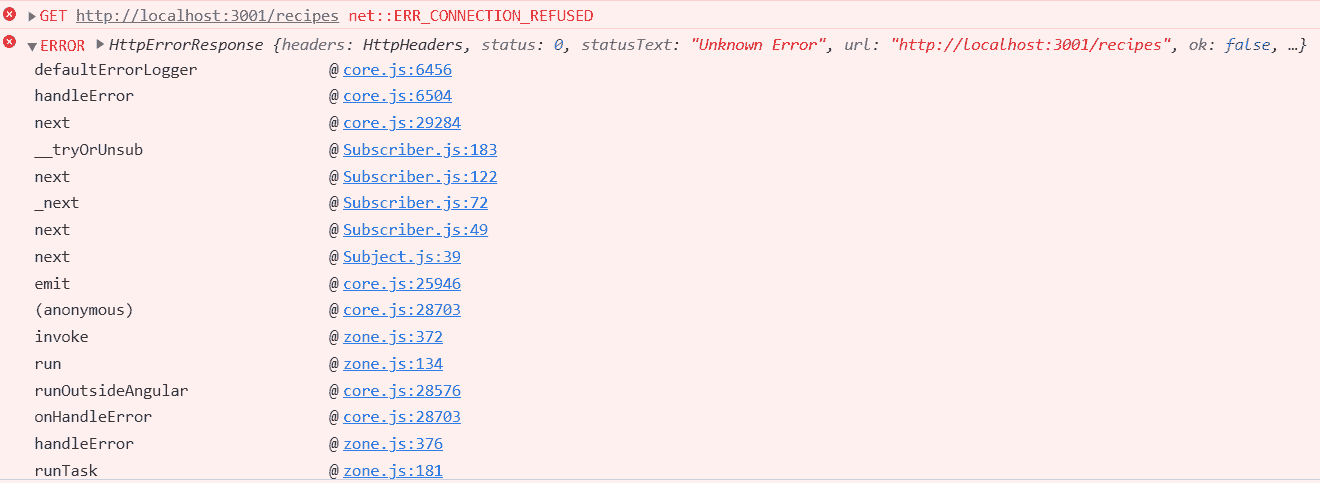 GET http://localhost:3001/recipes net::ERR_CONNECTION_REFUSED
ERROR HttpErrorResponse {headers: HttpHeaders, status: 0, statusText: "Unknown Error", url: "http://localhost:3001/recipes", ok: false, …}
defaultErrorLogger @ core.js:6456
handleError @ core.js:6504
next @ core.js:29284
__tryOrUnsub @ Subscriber.js:183
next @ Subscriber.js:122
_next @ Subscriber.js:72
next @ Subscriber.js:49
next @ Subject.js:39
emit @ core.js:25946
(anonymous) @ core.js:28703
invoke @ zone.js:372
run @ zone.js:134
runOutsideAngular @ core.js:28576
onHandleError @ core.js:28703
handleError @ zone.js:376
runTask @ zone.js:181